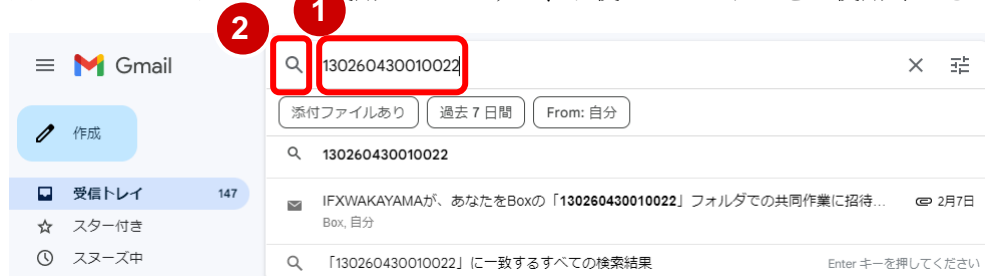 2
1
Gmail
130260430010022
添付ファイルあり
過去 7 日間
From: 自分
作成
130260430010022
受信トレイ 147
IFXWAKAYAMAが、あなたをBoxの「130260430010022」フォルダでの共同作業に招待... 2月7日
Box, 自分
スター付き
スヌーズ中
「130260430010022」に一致するすべての検索結果 Enter キーを押してください